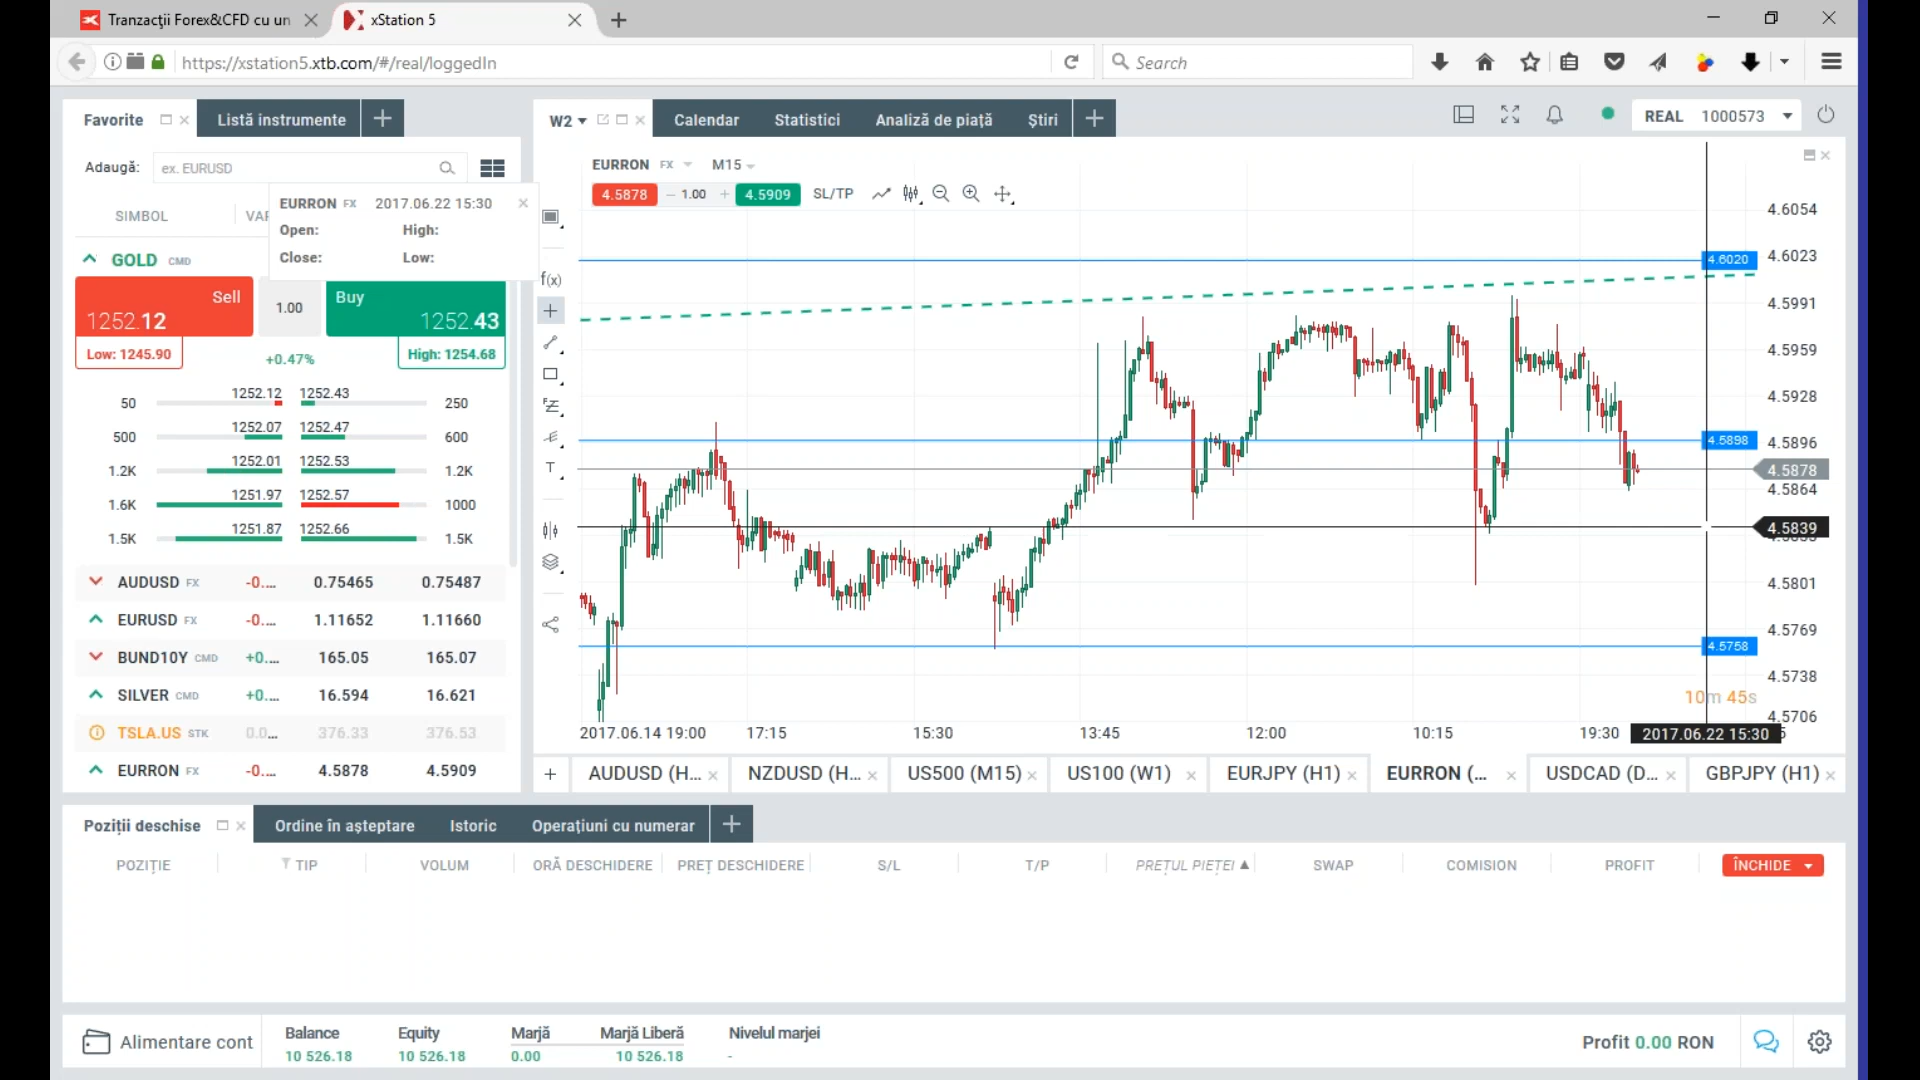 Tranzacţii Forex&CFD cu un
xStation 5
https://xstation5.xtb.com/#/real/loggedIn
Search
Favorite
Listă instrumente
W2
Calendar
Statistici
Analiză de piață
Știri
REAL 1000573
Adaugă:
ex. EURUSD
SIMBOL
EURRON FX 2017.06.22 15:30
Open: High:
Close: Low:
GOLD CMD
Sell
1252.12
1.00
Buy
1252.43
Low: 1245.90
+0.47%
High: 1254.68
50 1252.12 1252.43 250
500 1252.07 1252.47 600
1.2K 1252.01 1252.53 1.2K
1.6K 1251.97 1252.57 1000
1.5K 1251.87 1252.66 1.5K
AUDUSD FX -0.... 0.75465 0.75487
EURUSD FX -0.... 1.11652 1.11660
BUND10Y CMD +0.... 165.05 165.07
SILVER CMD +0.... 16.594 16.621
TSLA.US STK 0.0... 376.33 376.53
EURRON FX -0.... 4.5878 4.5909
EURRON FX M15
4.5878 − 1.00 + 4.5909 SL/TP
f(x)
T
4.6054
4.6020
4.6023
4.5991
4.5959
4.5928
4.5898
4.5896
4.5878
4.5864
4.5839
4.5801
4.5769
4.5758
4.5738
10m 45s
4.5706
2017.06.14 19:00 17:15 15:30 13:45 12:00 10:15 19:30 2017.06.22 15:30
AUDUSD (H... NZDUSD (H... US500 (M15) US100 (W1) EURJPY (H1) EURRON (... USDCAD (D... GBPJPY (H1)
Poziții deschise
Ordine în așteptare
Istoric
Operațiuni cu numerar
POZIȚIE TIP VOLUM ORĂ DESCHIDERE PREȚ DESCHIDERE S/L T/P PREȚUL PIEȚEI SWAP COMISION PROFIT ÎNCHIDE
Alimentare cont
Balance Equity Marjă Marjă Liberă Nivelul marjei
10 526.18 10 526.18 0.00 10 526.18 -
Profit 0.00 RON